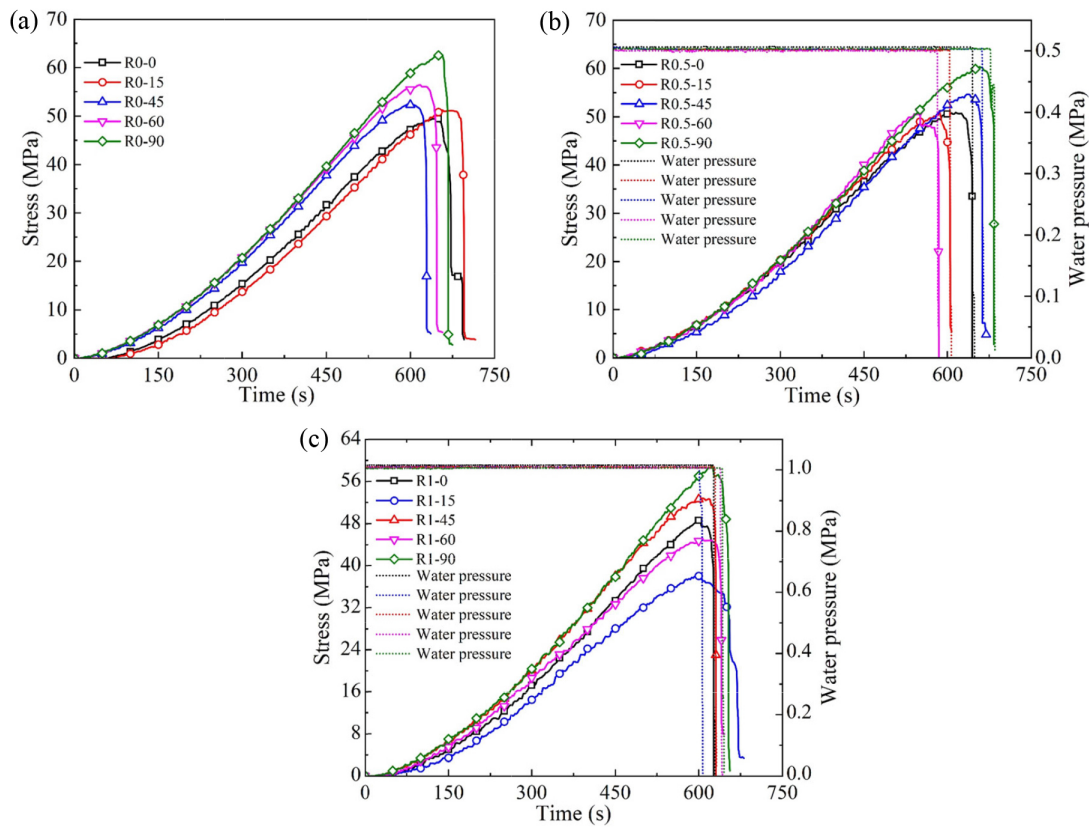 (a)
70
60
50
40
30
20
10
0
Stress (MPa)
R0-0
R0-15
R0-45
R0-60
R0-90
0 150 300 450 600 750
Time (s)
(b)
70
60
50
40
30
20
10
0
Stress (MPa)
R0.5-0
R0.5-15
R0.5-45
R0.5-60
R0.5-90
Water pressure
Water pressure
Water pressure
Water pressure
Water pressure
0.5
0.4
0.3
0.2
0.1
0.0
Water pressure (MPa)
0 150 300 450 600 750
Time (s)
(c)
64
56
48
40
32
24
16
8
0
Stress (MPa)
R1-0
R1-15
R1-45
R1-60
R1-90
Water pressure
Water pressure
Water pressure
Water pressure
Water pressure
1.0
0.8
0.6
0.4
0.2
0.0
Water pressure (MPa)
0 150 300 450 600 750
Time (s)